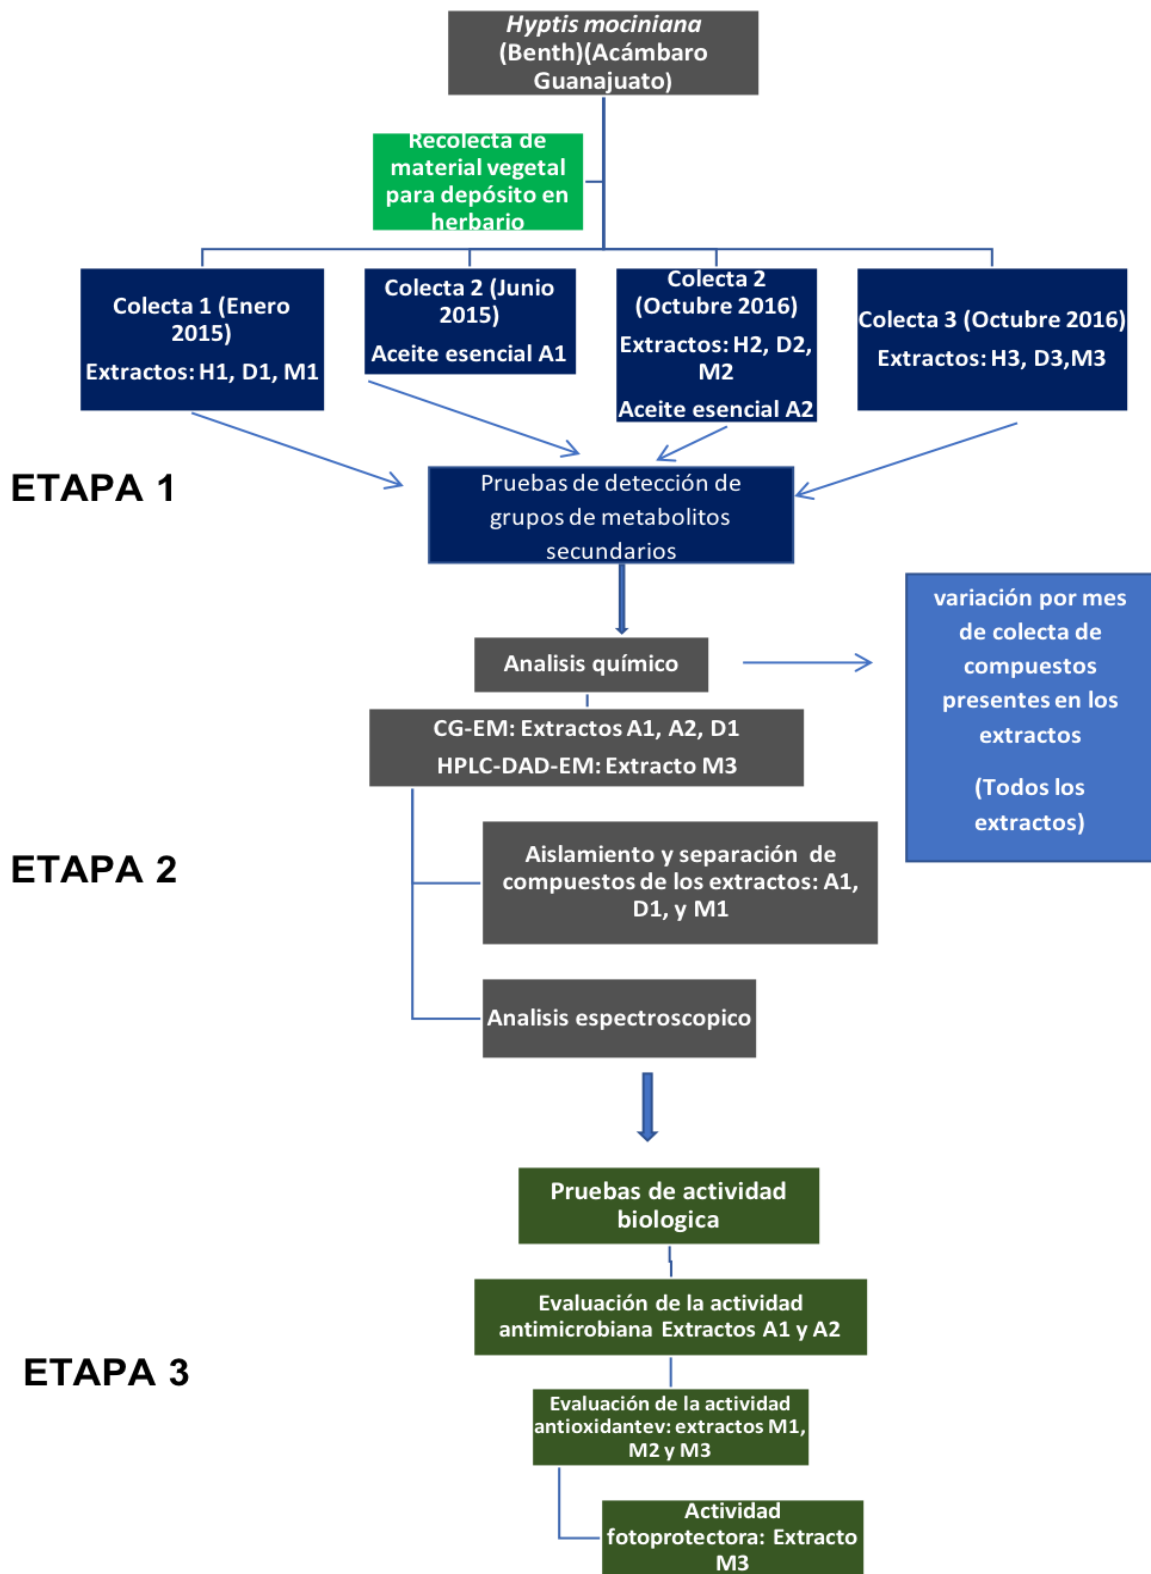 Hyptis mociniana
(Benth)(Acámbaro
Guanajuato)
Recolecta de
material vegetal
para depósito en
herbario
Colecta 1 (Enero
2015)
Extractos: H1, D1, M1
Colecta 2 (Junio
2015)
Aceite esencial A1
Colecta 2
(Octubre 2016)
Extractos: H2, D2,
M2
Aceite esencial A2
Colecta 3 (Octubre 2016)
Extractos: H3, D3,M3
ETAPA 1
Pruebas de detección de
grupos de metabolitos
secundarios
variación por mes
de colecta de
compuestos
presentes en los
extractos
(Todos los
extractos)
Analisis químico
CG-EM: Extractos A1, A2, D1
HPLC-DAD-EM: Extracto M3
ETAPA 2
Aislamiento y separación de
compuestos de los extractos: A1,
D1, y M1
Analisis espectroscopico
Pruebas de actividad
biologica
Evaluación de la actividad
antimicrobiana Extractos A1 y A2
ETAPA 3
Evaluación de la actividad
antioxidantev: extractos M1,
M2 y M3
Actividad
fotoprotectora: Extracto
M3